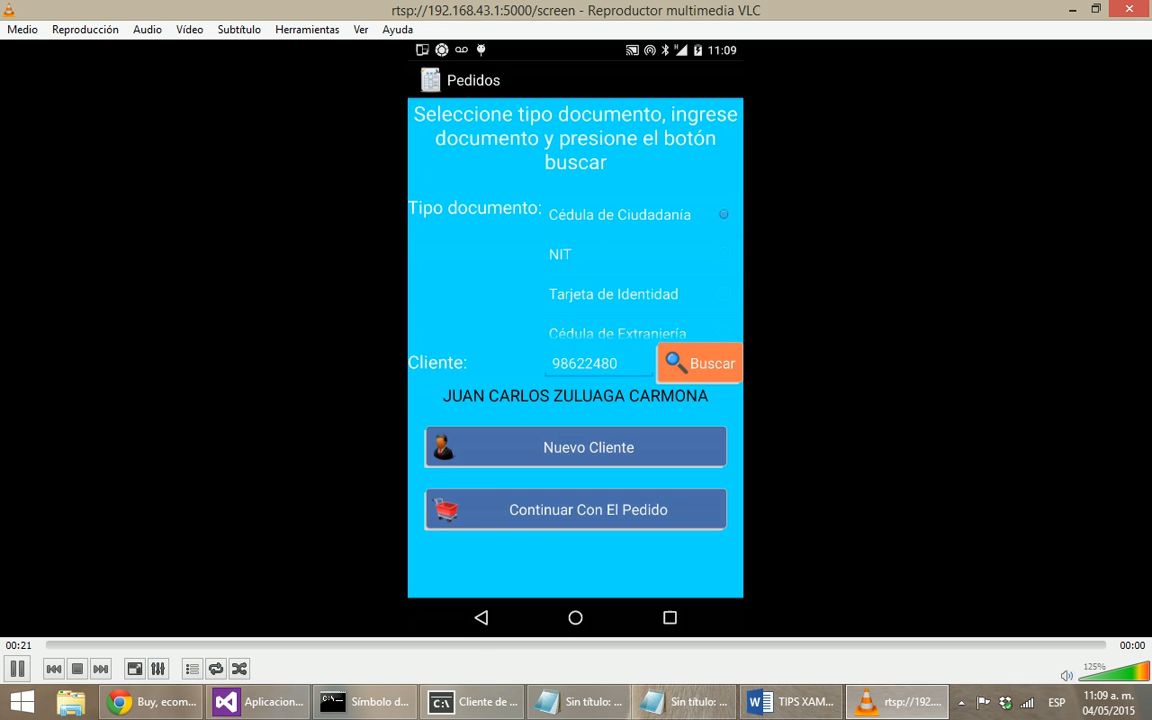 rtsp://192.168.43.1:5000/screen - Reproductor multimedia VLC
Medio Reproducción Audio Vídeo Subtítulo Herramientas Ver Ayuda
11:09
Pedidos
Seleccione tipo documento, ingrese
documento y presione el botón
buscar
Tipo documento:
Cédula de Ciudadanía
NIT
Tarjeta de Identidad
Cédula de Extranjería
Cliente: 98622480 Buscar
JUAN CARLOS ZULUAGA CARMONA
Nuevo Cliente
Continuar Con El Pedido
00:21 00:00
125%
Buy, ecom... Aplicacion... Símbolo d... Cliente de ... Sin título: ... Sin título: ... TIPS XAM... rtsp://192.... ESP
11:09 a. m.
04/05/2015